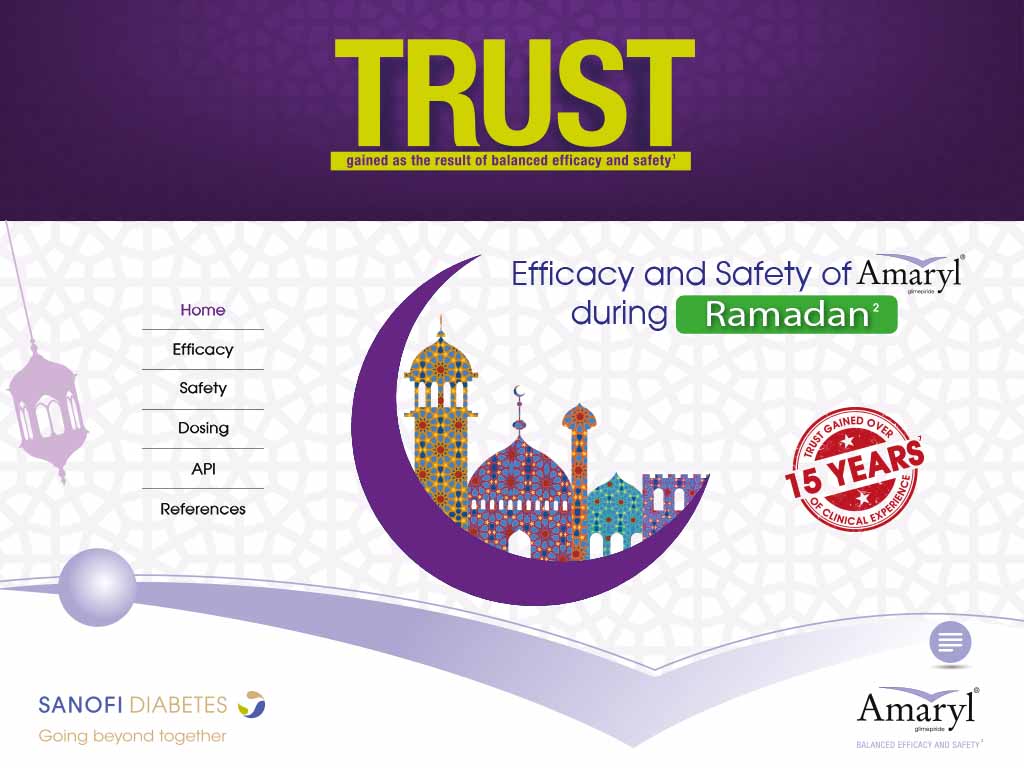 TRUST
gained as the result of balanced efficacy and safety¹
Efficacy and Safety of Amaryl®
glimepiride
during Ramadan²
Home
Efficacy
Safety
Dosing
API
References
TRUST GAINED OVER
15 YEARS¹
OF CLINICAL EXPERIENCE
SANOFI DIABETES
Going beyond together
Amaryl®
glimepiride
BALANCED EFFICACY AND SAFETY¹